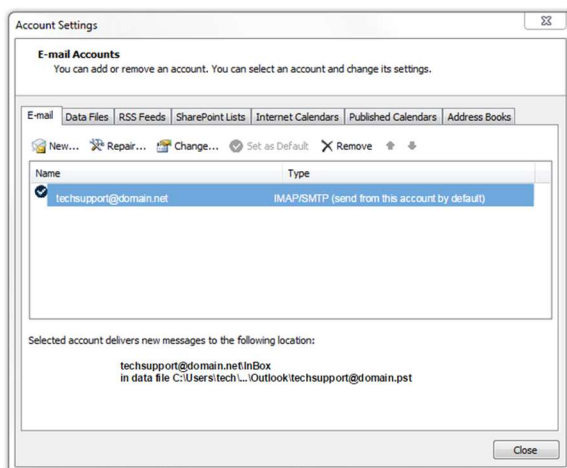 Account Settings
E-mail Accounts
You can add or remove an account. You can select an account and change its settings.
E-mail Data Files RSS Feeds SharePoint Lists Internet Calendars Published Calendars Address Books
New... Repair... Change... Set as Default Remove
Name Type
techsupport@domain.net IMAP/SMTP (send from this account by default)
Selected account delivers new messages to the following location:
techsupport@domain.net\InBox
in data file C:\Users\tech\...\Outlook\techsupport@domain.pst
Close